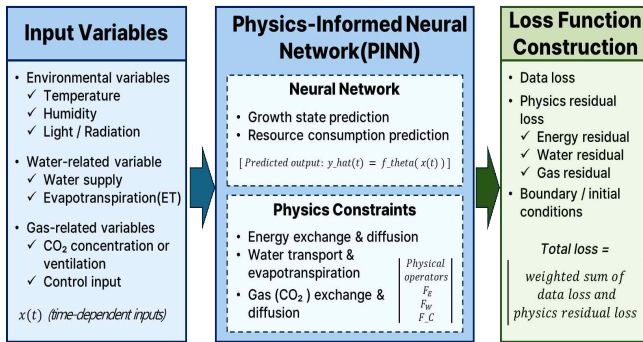 Input Variables
• Environmental variables
✓ Temperature
✓ Humidity
✓ Light / Radiation
• Water-related variable
✓ Water supply
✓ Evapotranspiration(ET)
• Gas-related variables
✓ CO₂ concentration or
ventilation
✓ Control input
x(t) (time-dependent inputs)
Physics-Informed Neural
Network(PINN)
Neural Network
• Growth state prediction
• Resource consumption prediction
[ Predicted output: y_hat(t) = f_theta( x(t) ) ]
Physics Constraints
• Energy exchange & diffusion
• Water transport &
evapotranspiration
• Gas (CO₂ ) exchange &
diffusion
Physical
operators
F_E
F_W
F_C
Loss Function
Construction
• Data loss
• Physics residual
loss
✓ Energy residual
✓ Water residual
✓ Gas residual
• Boundary / initial
conditions
Total loss =
weighted sum of
data loss and
physics residual loss